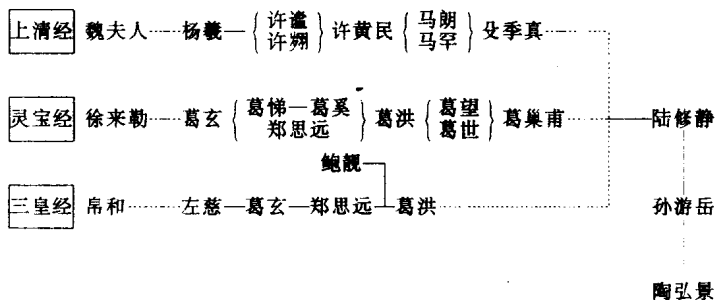 上清经 魏夫人 杨羲 许谧 许翙 许黄民 马朗 马罕 殳季真
灵宝经 徐来勒 葛玄 葛悌 葛奚 郑思远 葛洪 葛望 葛世 葛巢甫 陆修静
鲍靓
三皇经 帛和 左慈 葛玄 郑思远 葛洪 孙游岳
陶弘景